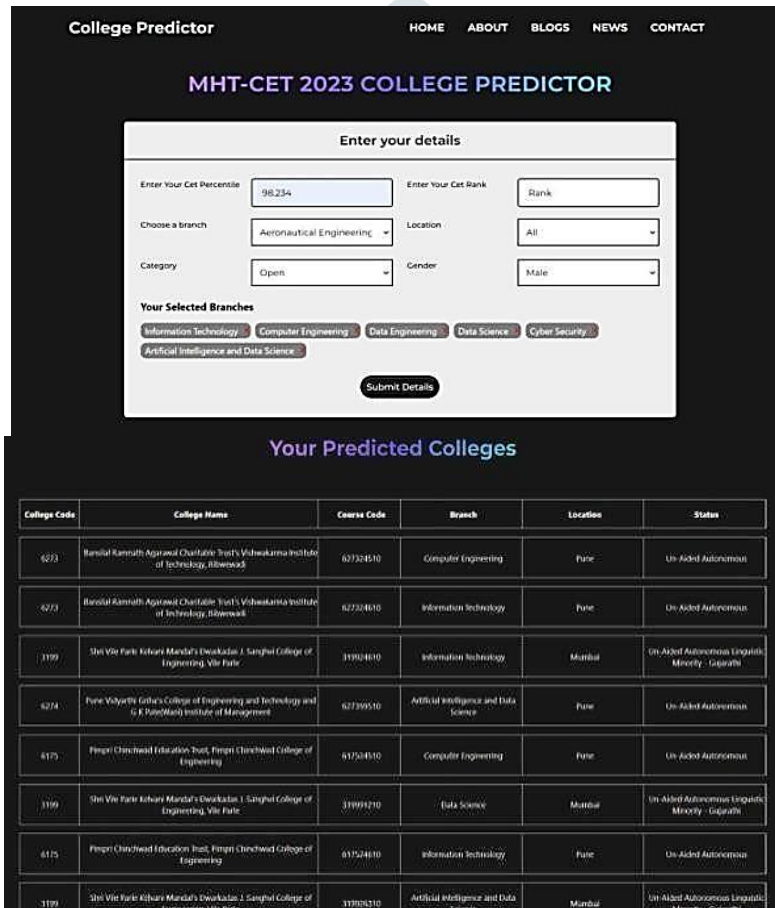 College Predictor
HOME ABOUT BLOGS NEWS CONTACT
MHT-CET 2023 COLLEGE PREDICTOR
Enter your details
Enter Your Cet Percentile 98.234 Enter Your Cet Rank Rank
Choose a branch Aeronautical Engineering Location All
Category Open Gender Male
Your Selected Branches
Information Technology Computer Engineering Data Engineering Data Science Cyber Security
Artificial Intelligence and Data Science
Submit Details
Your Predicted Colleges
College Code College Name Course Code Branch Location Status
6273 Bansilal Ramnath Agarawal Charitable Trust's Vishwakarma Institute
of Technology, Bibwewadi 627324510 Computer Engineering Pune Un-Aided Autonomous
6273 Bansilal Ramnath Agarawal Charitable Trust's Vishwakarma Institute
of Technology, Bibwewadi 627324610 Information Technology Pune Un-Aided Autonomous
3199 Shri Vile Parle Kelvani Mandal's Dwarkadas J. Sanghvi College of
Engineering, Vile Parle 319924610 Information Technology Mumbai Un-Aided Autonomous Linguistic
Minority - Gujarathi
6274 Pune Vidyarthi Griha's College of Engineering and Technology and
G K Pate(Wani) Institute of Management Artificial Intelligence and Data
Science Pune Un-Aided Autonomous
6175 Pimpri Chinchwad Education Trust, Pimpri Chinchwad College of
Engineering 617524510 Computer Engineering Pune Un-Aided Autonomous
3199 Shri Vile Parle Kelvani Mandal's Dwarkadas J. Sanghvi College of
Engineering, Vile Parle Data Science Mumbai Un-Aided Autonomous Linguistic
Minority - Gujarathi
6175 Pimpri Chinchwad Education Trust, Pimpri Chinchwad College of
Engineering 617524610 Information Technology Pune Un-Aided Autonomous
3199 Shri Vile Parle Kelvani Mandal's Dwarkadas J. Sanghvi College of
Artificial Intelligence and Data
Mumbai Un-Aided Autonomous Linguistic